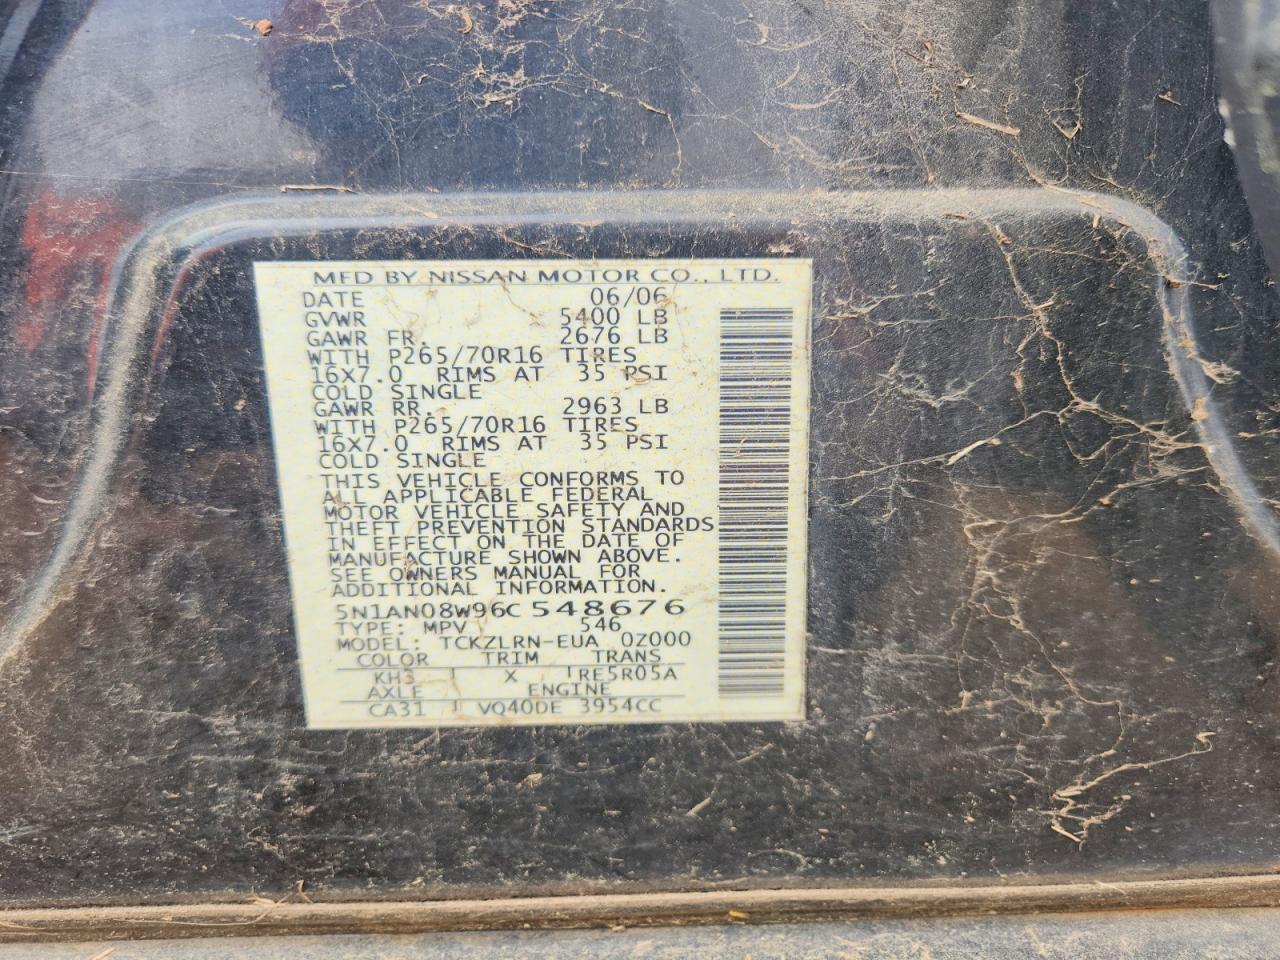 MFD BY NISSAN MOTOR CO., LTD.
DATE 06/06
GVWR 5400 LB
GAWR FR. 2676 LB
WITH P265/70R16 TIRES
16X7.0 RIMS AT 35 PSI
COLD SINGLE
GAWR RR. 2963 LB
WITH P265/70R16 TIRES
16X7.0 RIMS AT 35 PSI
COLD SINGLE
THIS VEHICLE CONFORMS TO
ALL APPLICABLE FEDERAL
MOTOR VEHICLE SAFETY AND
THEFT PREVENTION STANDARDS
IN EFFECT ON THE DATE OF
MANUFACTURE SHOWN ABOVE.
SEE OWNERS MANUAL FOR
ADDITIONAL INFORMATION.
5N1AN08W96C548676
TYPE: MPV 546
MODEL: TCKZLRN-EUA 0Z000
COLOR TRIM TRANS
KH3 X RE5R05A
AXLE ENGINE
CA31 VQ40DE 3954CC